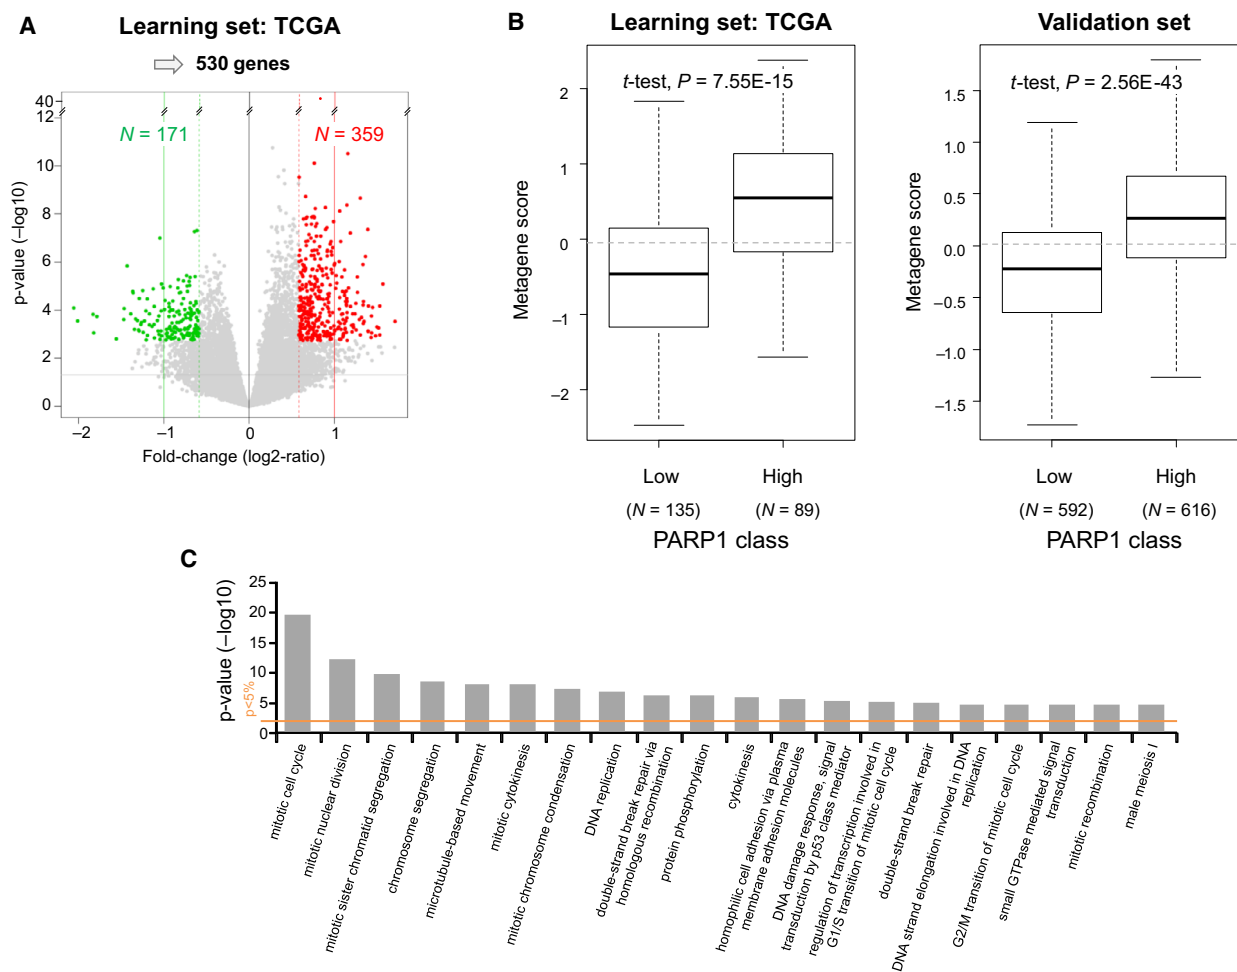 A
Learning set: TCGA
530 genes
N = 171
N = 359
40
12
10
8
6
4
2
0
p-value (–log10)
–2
–1
0
1
Fold-change (log2-ratio)
B
Learning set: TCGA
t-test, P = 7.55E-15
2
1
0
–1
–2
Metagene score
Low
High
(N = 135)
(N = 89)
PARP1 class
Validation set
t-test, P = 2.56E-43
1.5
1.0
0.5
0.0
–0.5
–1.0
–1.5
Metagene score
Low
High
(N = 592)
(N = 616)
PARP1 class
C
p-value (–log10)
p<5%
25
20
15
10
5
0
mitotic cell cycle
mitotic nuclear division
mitotic sister chromatid segregation
chromosome segregation
microtubule-based movement
mitotic cytokinesis
mitotic chromosome condensation
DNA replication
double-strand break repair via
homologous recombination
protein phosphorylation
cytokinesis
homophilic cell adhesion via plasma
membrane adhesion molecules
DNA damage response, signal
transduction by p53 class mediator
regulation of transcription involved in
G1/S transition of mitotic cell cycle
double-strand break repair
DNA strand elongation involved in DNA
replication
G2/M transition of mitotic cell cycle
small GTPase mediated signal
transduction
mitotic recombination
male meiosis I